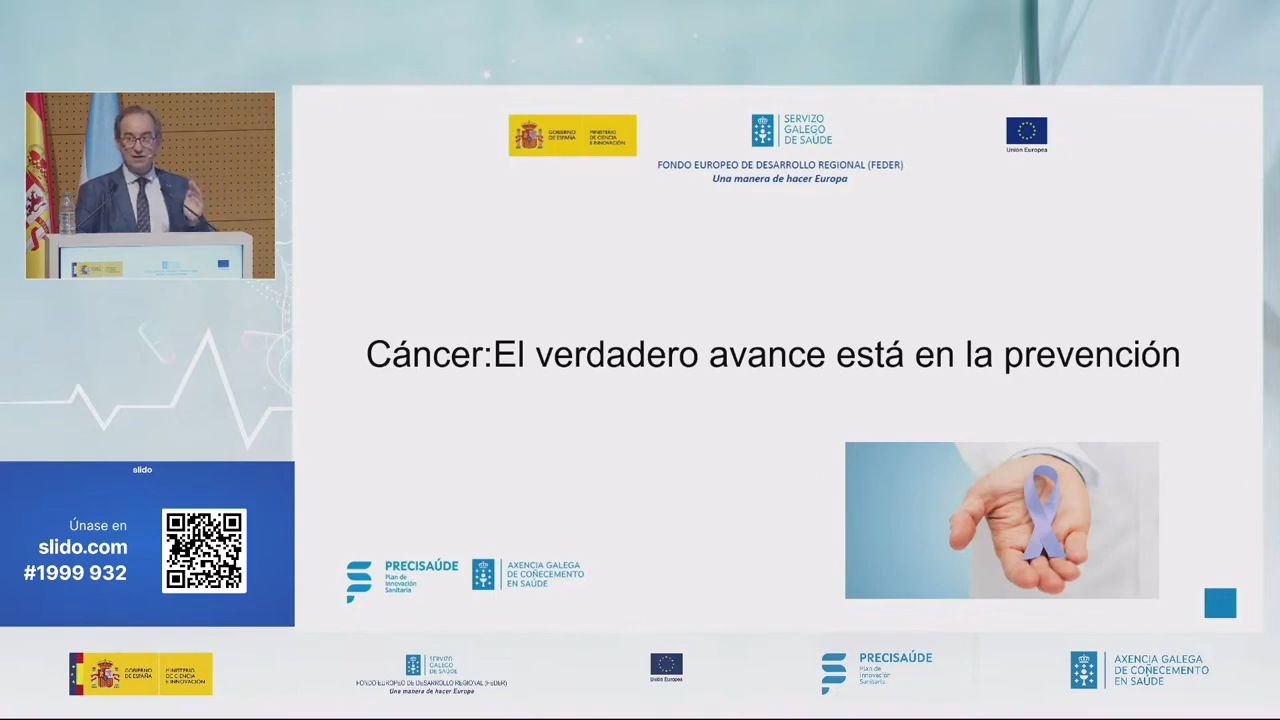 GOBIERNO
DE ESPAÑA
MINISTERIO
DE CIENCIA
E INNOVACIÓN
SERVIZO
GALEGO
DE SAÚDE
Unión Europea
FONDO EUROPEO DE DESARROLLO REGIONAL (FEDER)
Una manera de hacer Europa
Cáncer:El verdadero avance está en la prevención
slido
Únase en
slido.com
#1999 932
PRECISAÚDE
Plan de
Innovación
Sanitaria
AXENCIA GALEGA
DE COÑECEMENTO
EN SAÚDE
GOBIERNO
DE ESPAÑA
MINISTERIO
DE CIENCIA
E INNOVACIÓN
SERVIZO
GALEGO
DE SAÚDE
FONDO EUROPEO DE DESARROLLO REGIONAL (FEDER)
Una manera de hacer Europa
Unión Europea
PRECISAÚDE
Plan de
Innovación
Sanitaria
AXENCIA GALEGA
DE COÑECEMENTO
EN SAÚDE